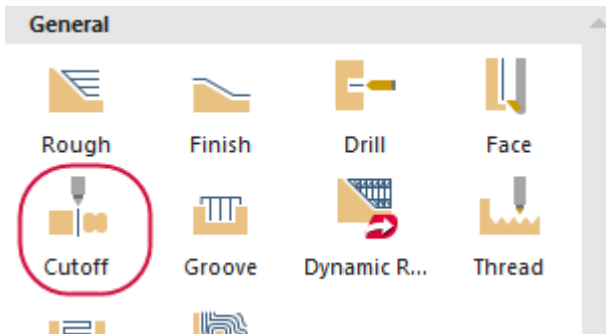 General
Rough Finish Drill Face
Cutoff Groove Dynamic R... Thread